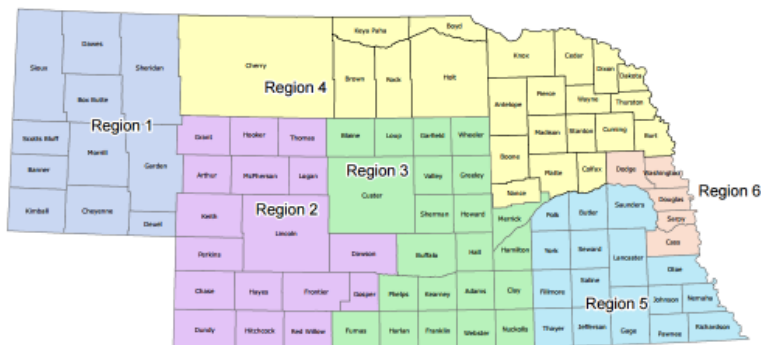 Keya Paha
Boyd
Dawes
Knox
Cedar
Sioux
Sheridan
Cherry
Dixon
Dakota
Brown
Rock
Holt
Region 4
Box Butte
Pierce
Wayne
Thurston
Antelope
Region 1
Scotts Bluff
Grant
Hooker
Thomas
Blaine
Loup
Garfield
Wheeler
Madison
Stanton
Cuming
Burt
Morrill
Boone
Garden
Banner
Region 3
Arthur
McPherson
Logan
Valley
Greeley
Platte
Colfax
Dodge
Washington
Custer
Region 6
Nance
Douglas
Kimball
Cheyenne
Keith
Region 2
Sherman
Howard
Merrick
Polk
Butler
Saunders
Sarpy
Deuel
Lincoln
Cass
Perkins
Dawson
Buffalo
Hall
Hamilton
York
Seward
Lancaster
Otoe
Saline
Chase
Hayes
Frontier
Gosper
Phelps
Kearney
Adams
Clay
Fillmore
Region 5
Johnson
Nemaha
Dundy
Hitchcock
Red Willow
Furnas
Harlan
Franklin
Webster
Nuckolls
Thayer
Jefferson
Gage
Pawnee
Richardson